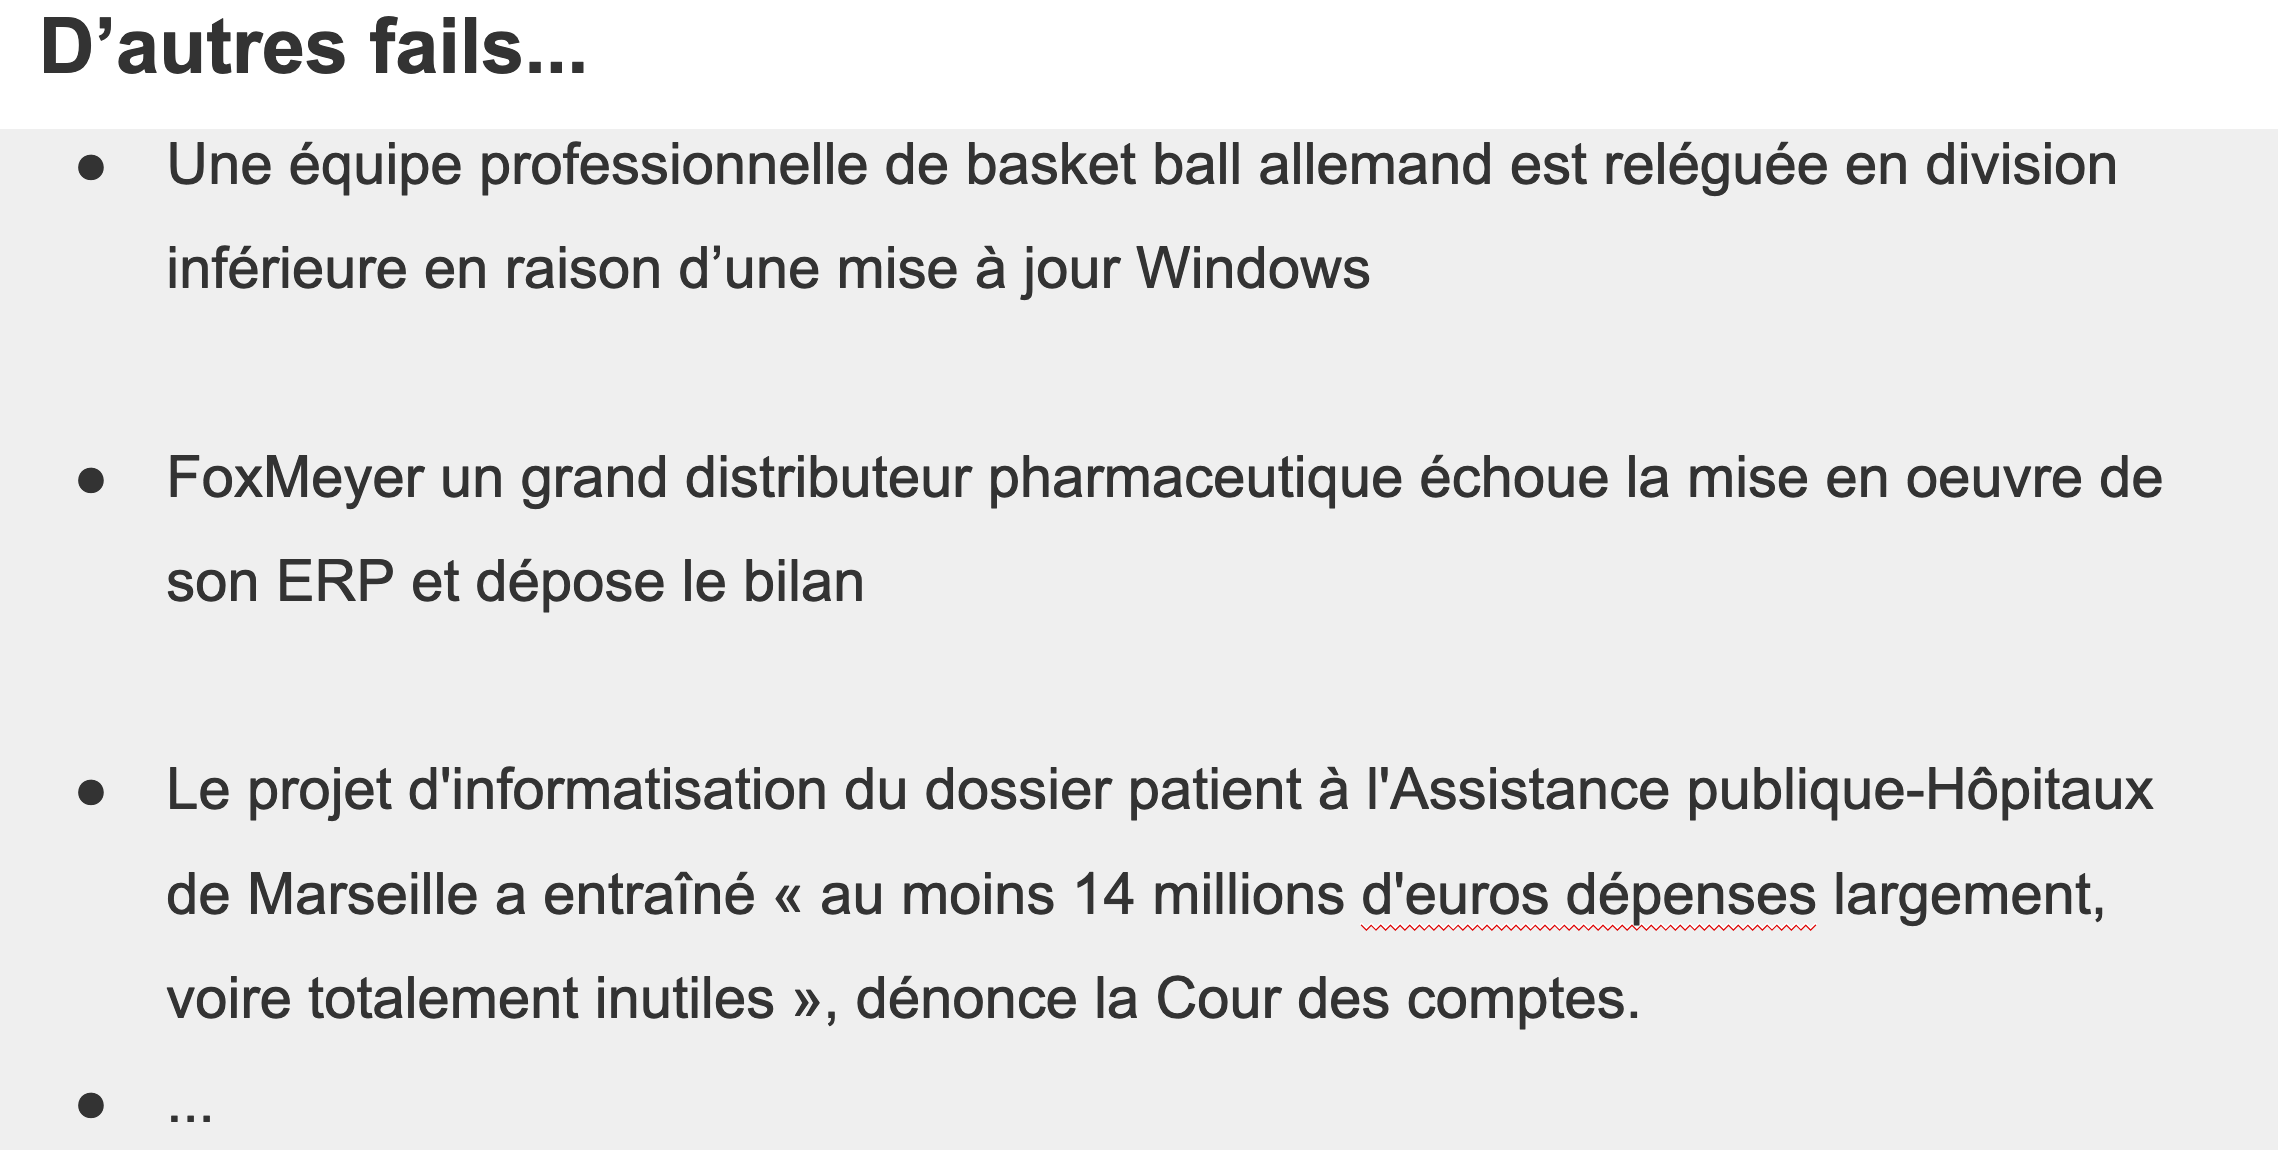 D’autres fails...
● Une équipe professionnelle de basket ball allemand est reléguée en division
inférieure en raison d’une mise à jour Windows
● FoxMeyer un grand distributeur pharmaceutique échoue la mise en oeuvre de
son ERP et dépose le bilan
● Le projet d'informatisation du dossier patient à l'Assistance publique-Hôpitaux
de Marseille a entraîné « au moins 14 millions d'euros dépenses largement,
voire totalement inutiles », dénonce la Cour des comptes.
● ...